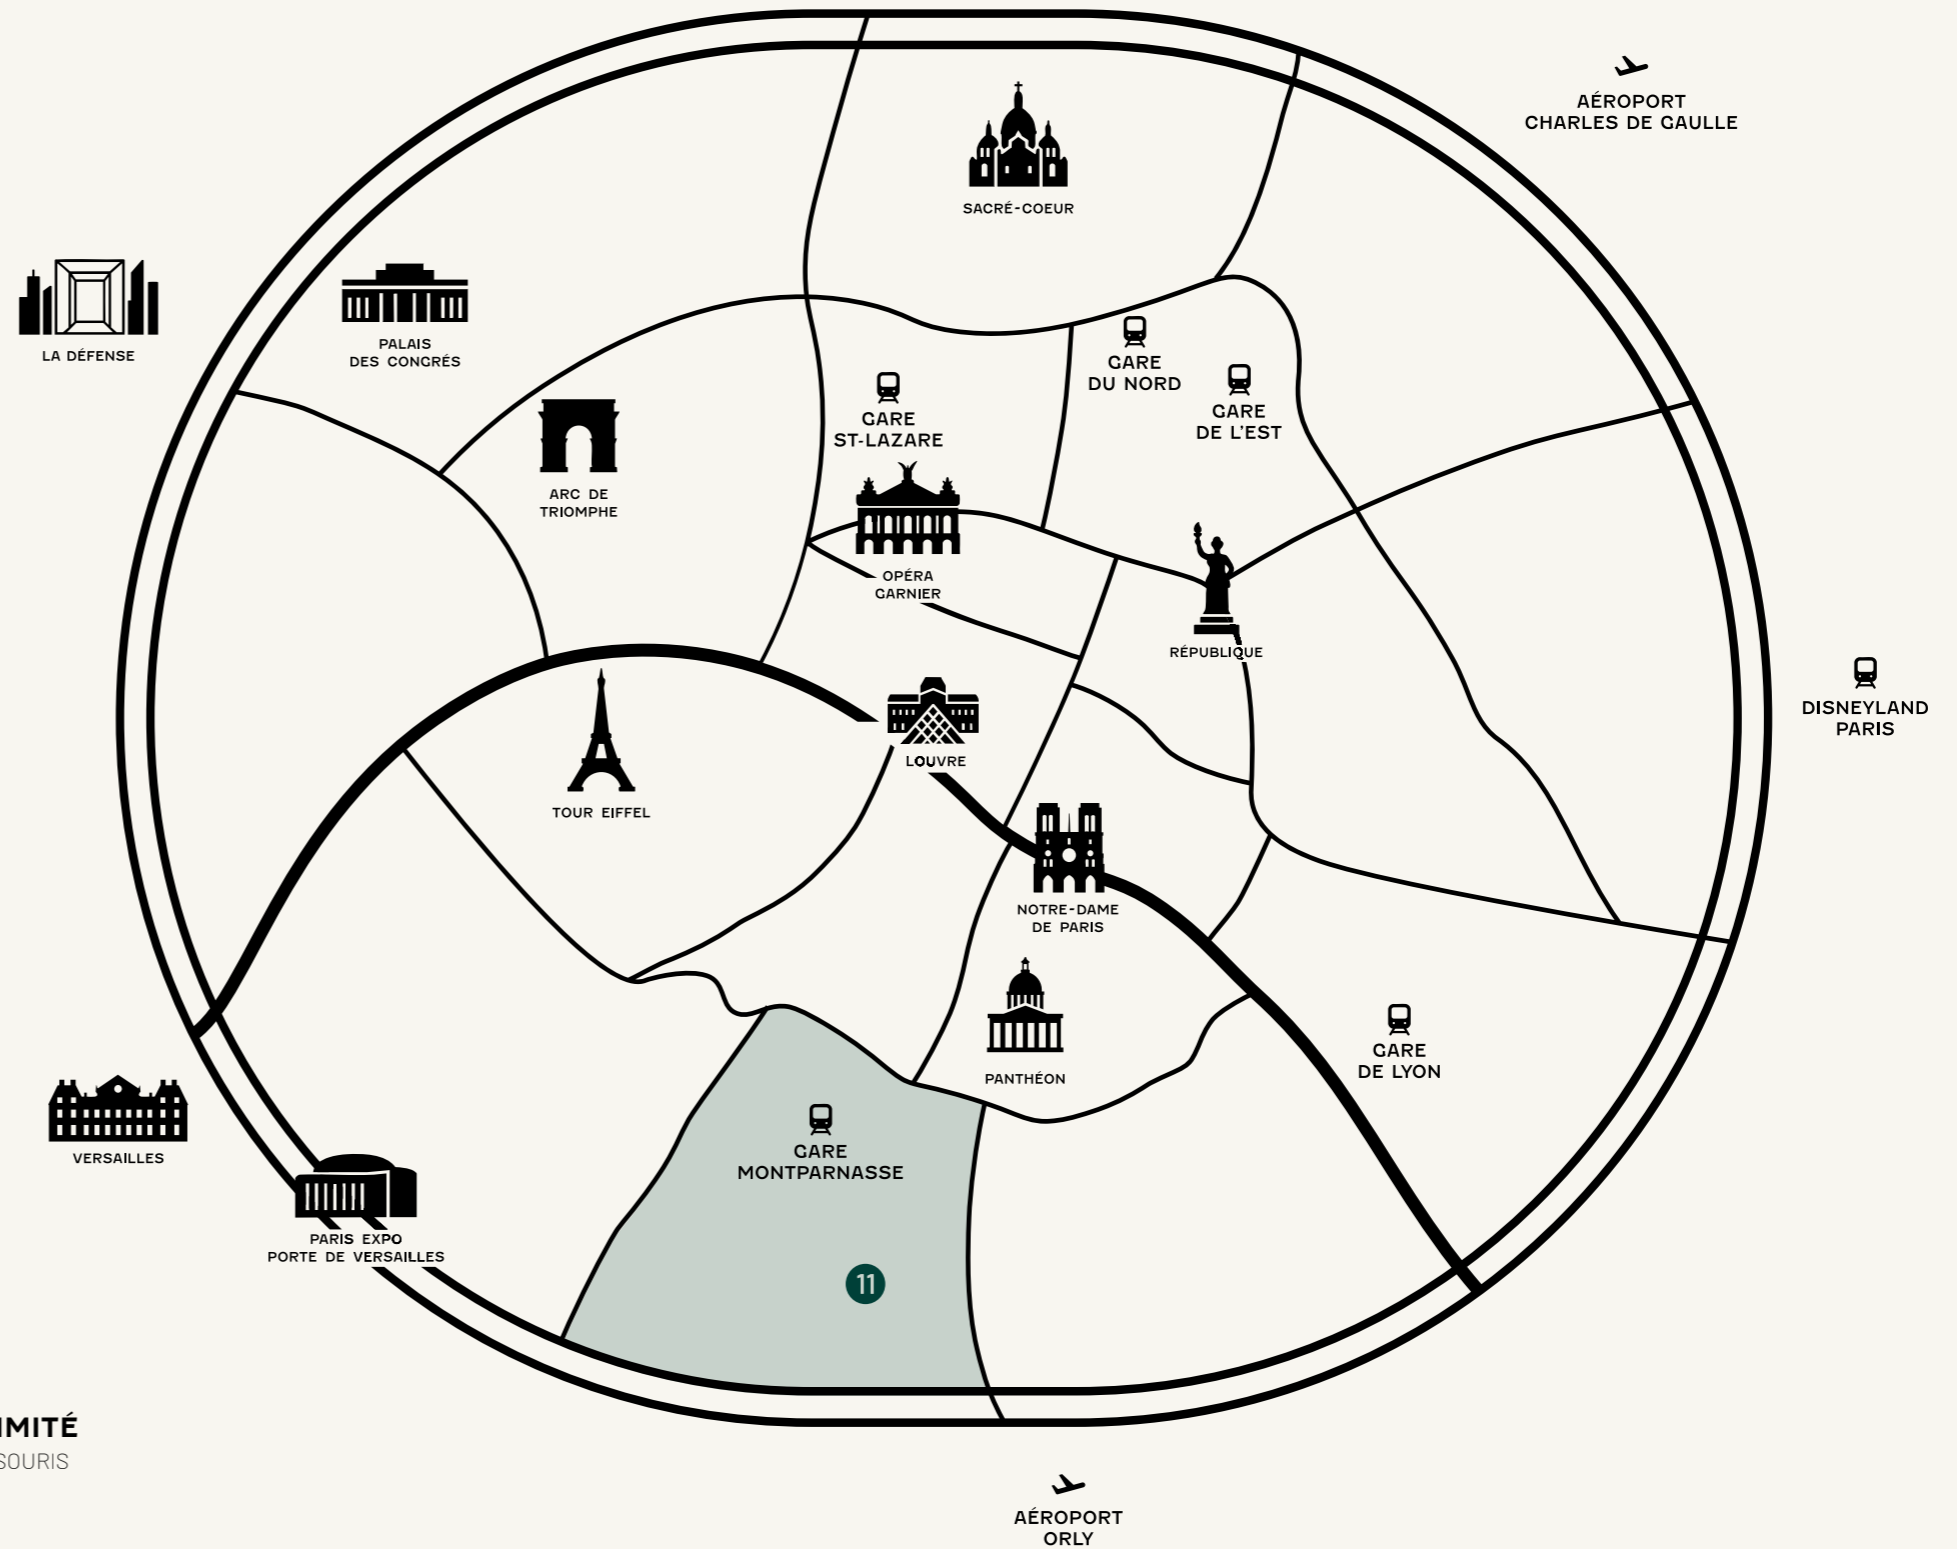 AÉROPORT
CHARLES DE GAULLE
SACRÉ-COEUR
LA DÉFENSE
PALAIS
DES CONGRÉS
GARE
DU NORD
GARE
DE L'EST
GARE
ST-LAZARE
ARC DE
TRIOMPHE
OPÉRA
GARNIER
RÉPUBLIQUE
DISNEYLAND
PARIS
LOUVRE
TOUR EIFFEL
NOTRE-DAME
DE PARIS
GARE
DE LYON
PANTHÉON
VERSAILLES
GARE
MONTPARNASSE
PARIS EXPO
PORTE DE VERSAILLES
11
IMITÉ
SOURIS
AÉROPORT
ORLY